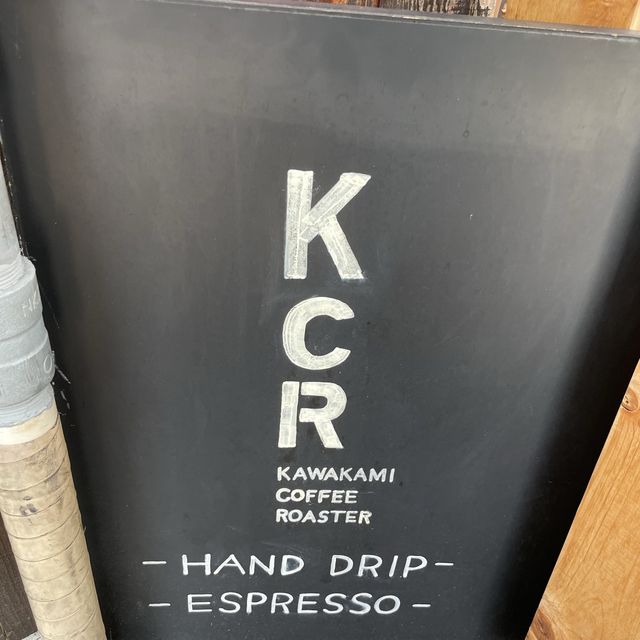 K
C
R
KAWAKAMI
COFFEE
ROASTER
- HAND DRIP -
- ESPRESSO -